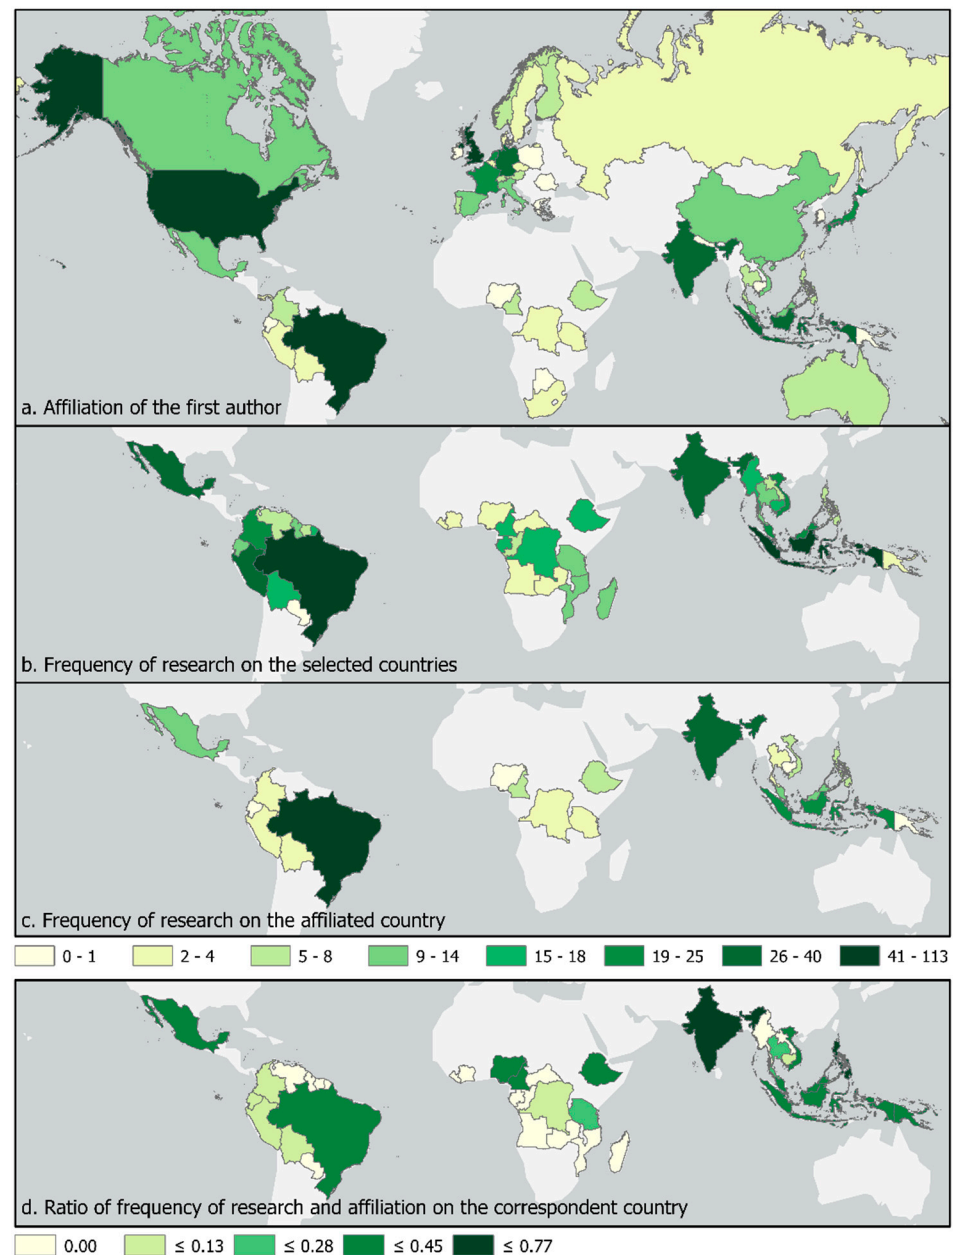 a. Affiliation of the first author
b. Frequency of research on the selected countries
c. Frequency of research on the affiliated country
0 - 1 2 - 4 5 - 8 9 - 14 15 - 18 19 - 25 26 - 40 41 - 113
d. Ratio of frequency of research and affiliation on the correspondent country
0.00 ≤ 0.13 ≤ 0.28 ≤ 0.45 ≤ 0.77